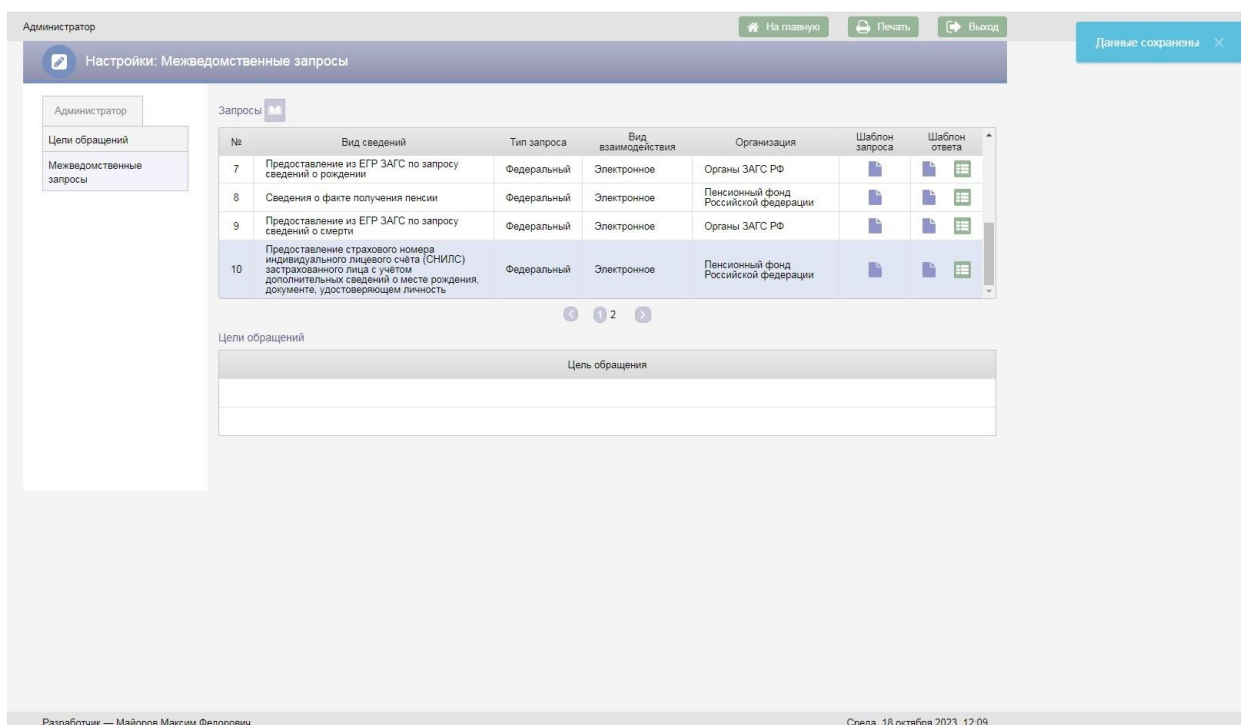 Администратор
На главную
Печать
Выход
Данные сохранены
Настройки: Межведомственные запросы
Администратор
Цели обращений
Межведомственные
запросы
Запросы
№ Вид сведений Тип запроса Вид взаимодействия Организация Шаблон запроса Шаблон ответа
7 Предоставление из ЕГР ЗАГС по запросу
сведений о рождении Федеральный Электронное Органы ЗАГС РФ
8 Сведения о факте получения пенсии Федеральный Электронное Пенсионный фонд
Российской федерации
9 Предоставление из ЕГР ЗАГС по запросу
сведений о смерти Федеральный Электронное Органы ЗАГС РФ
Предоставление страхового номера
индивидуального лицевого счёта (СНИЛС)
10 застрахованного лица с учётом Федеральный Электронное Пенсионный фонд
дополнительных сведений о месте рождения, Российской федерации
документе, удостоверяющем личность
1 2
Цели обращений
Цель обращения
Разработчик — Майоров Максим Федорович
Среда, 18 октября 2023, 12:09